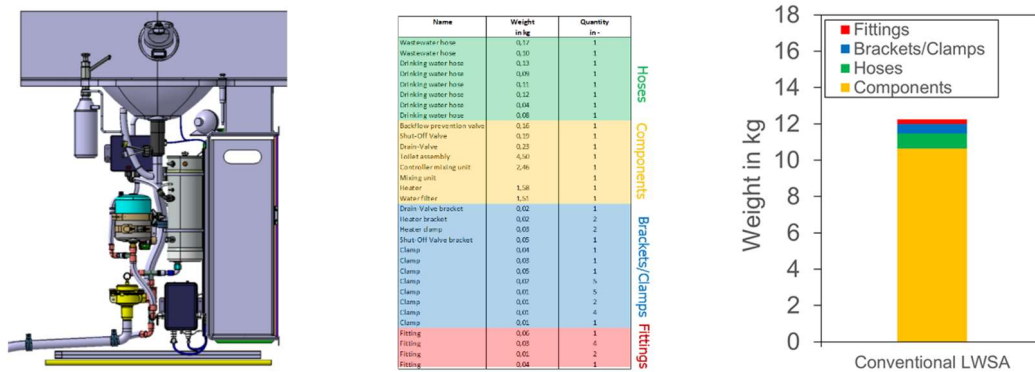 Name Weight Quantity
in kg in -
Wastewater hose 0,17 1
Wastewater hose 0,10 1
Drinking water hose 0,13 1
Drinking water hose 0,09 1
Drinking water hose 0,11 1
Drinking water hose 0,12 1
Drinking water hose 0,04 1
Drinking water hose 0,08 1
Hoses
Backflow prevention valve 0,16 1
Shut-Off Valve 0,19 1
Drain-Valve 0,23 1
Toilet assembly 4,50 1
Controller mixing unit 2,46 1
Mixing unit 1
Heater 1,58 1
Water filter 1,51 1
Components
Drain-Valve bracket 0,02 1
Heater bracket 0,02 2
Heater clamp 0,03 2
Shut-Off Valve bracket 0,05 1
Clamp 0,04 1
Clamp 0,03 1
Clamp 0,05 1
Clamp 0,02 5
Clamp 0,01 5
Clamp 0,01 2
Clamp 0,01 4
Clamp 0,01 1
Brackets/Clamps
Fitting 0,06 1
Fitting 0,03 4
Fitting 0,01 2
Fitting 0,04 1
Fittings
Weight in kg
18
16
14
12
10
8
6
4
2
0
Fittings
Brackets/Clamps
Hoses
Components
Conventional LWSA